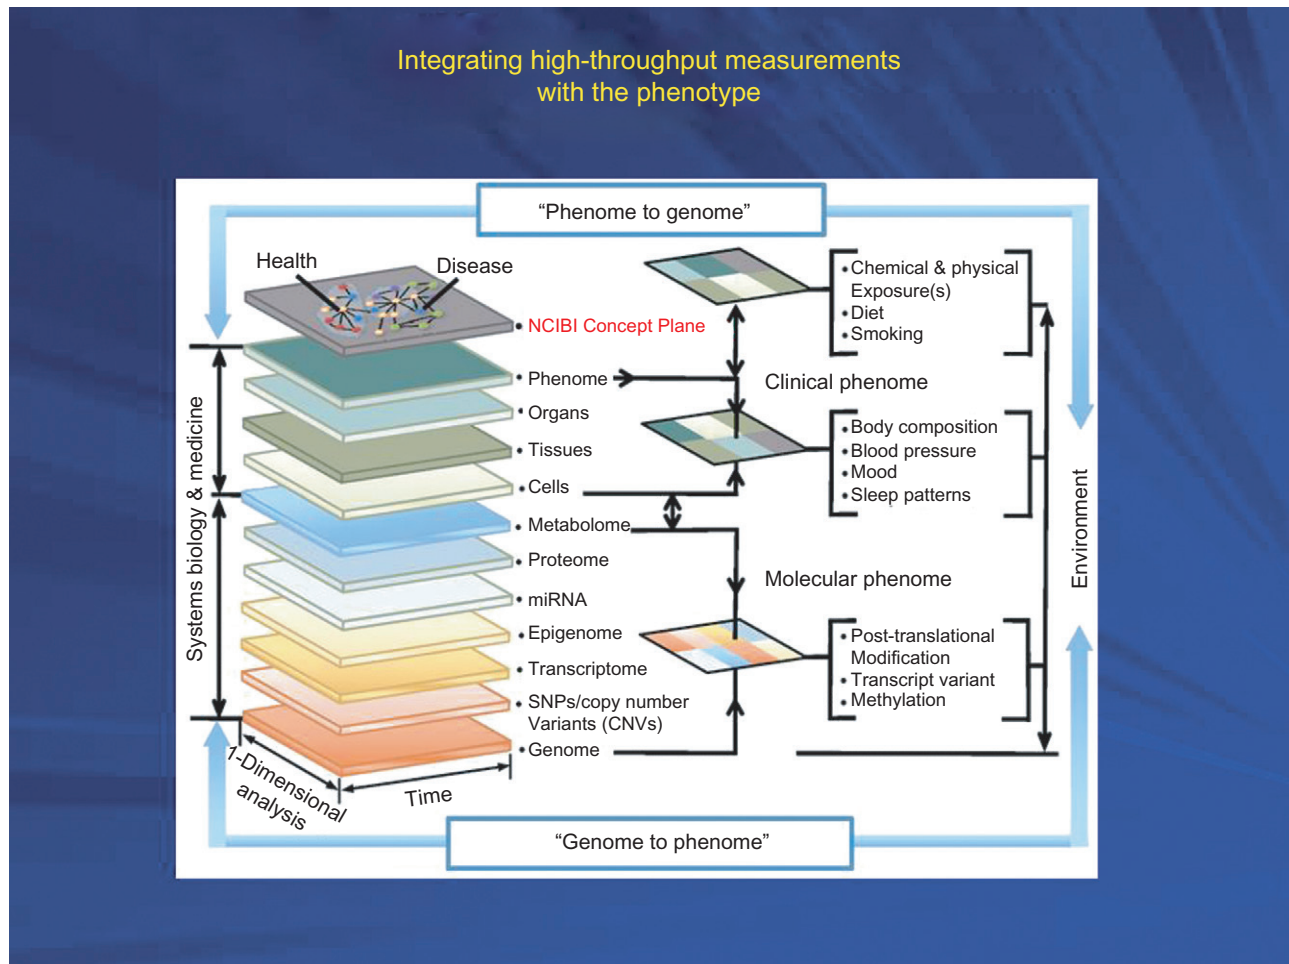 Integrating high-throughput measurements
with the phenotype
“Phenome to genome”
Health
Disease
• NCIBI Concept Plane
• Phenome
• Organs
• Tissues
• Cells
• Metabolome
• Proteome
• miRNA
• Epigenome
• Transcriptome
• SNPs/copy number
Variants (CNVs)
• Genome
Systems biology & medicine
1-Dimensional
analysis
Time
• Chemical & physical
Exposure(s)
• Diet
• Smoking
Clinical phenome
• Body composition
• Blood pressure
• Mood
• Sleep patterns
Molecular phenome
• Post-translational
Modification
• Transcript variant
• Methylation
Environment
“Genome to phenome”